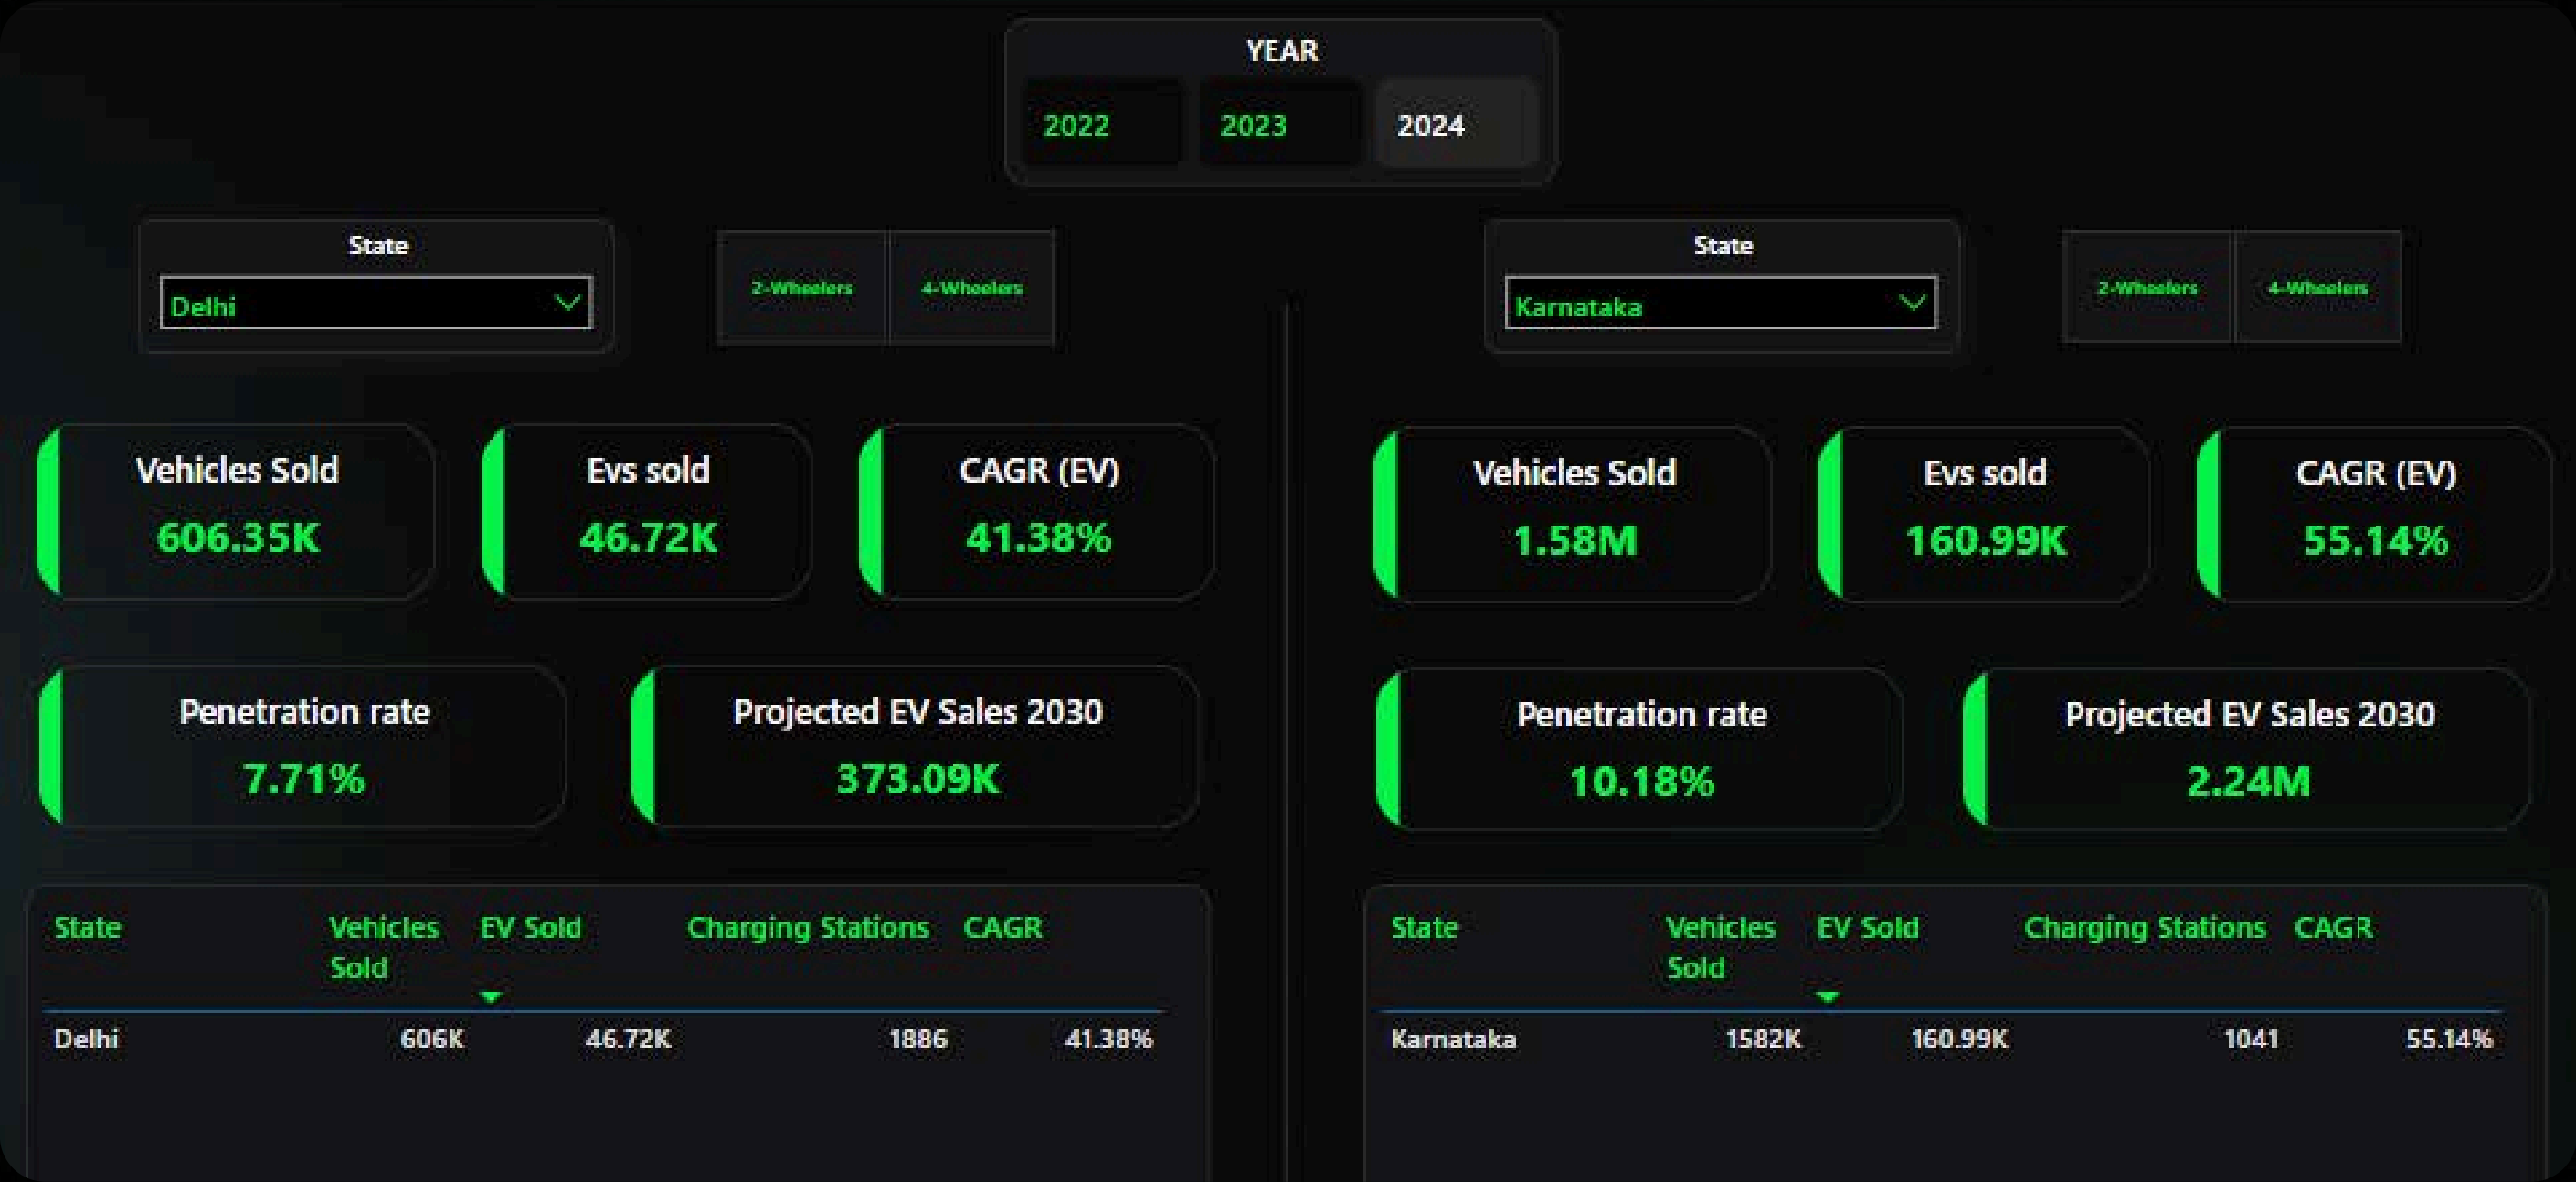 YEAR
2022 2023 2024
State
Delhi
2-Wheelers 4-Wheelers
State
Karnataka
2-Wheelers 4-Wheelers
Vehicles Sold
606.35K
Evs sold
46.72K
CAGR (EV)
41.38%
Penetration rate
7.71%
Projected EV Sales 2030
373.09K
State Vehicles Sold EV Sold Charging Stations CAGR
Delhi 606K 46.72K 1886 41.38%
Vehicles Sold
1.58M
Evs sold
160.99K
CAGR (EV)
55.14%
Penetration rate
10.18%
Projected EV Sales 2030
2.24M
State Vehicles Sold EV Sold Charging Stations CAGR
Karnataka 1582K 160.99K 1041 55.14%